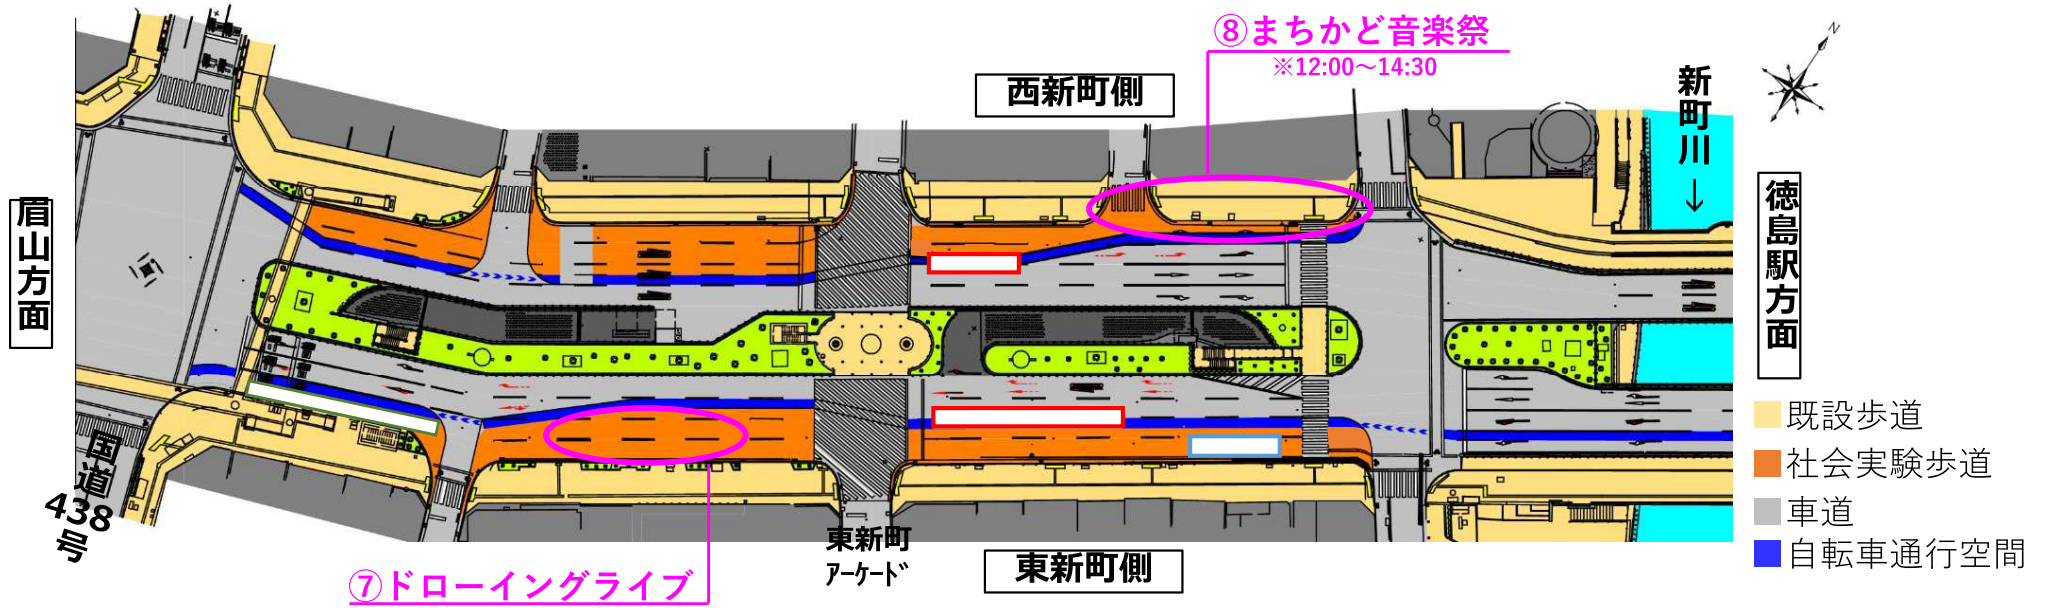 ⑧まちかど音楽祭
※12:00～14:30
西新町側
新町川
↓
N
眉山方面
徳島駅方面
既設歩道
社会実験歩道
車道
自転車通行空間
国道
438
号
東新町
ｱｰｹｰﾄﾞ
東新町側
⑦ドローイングライブ